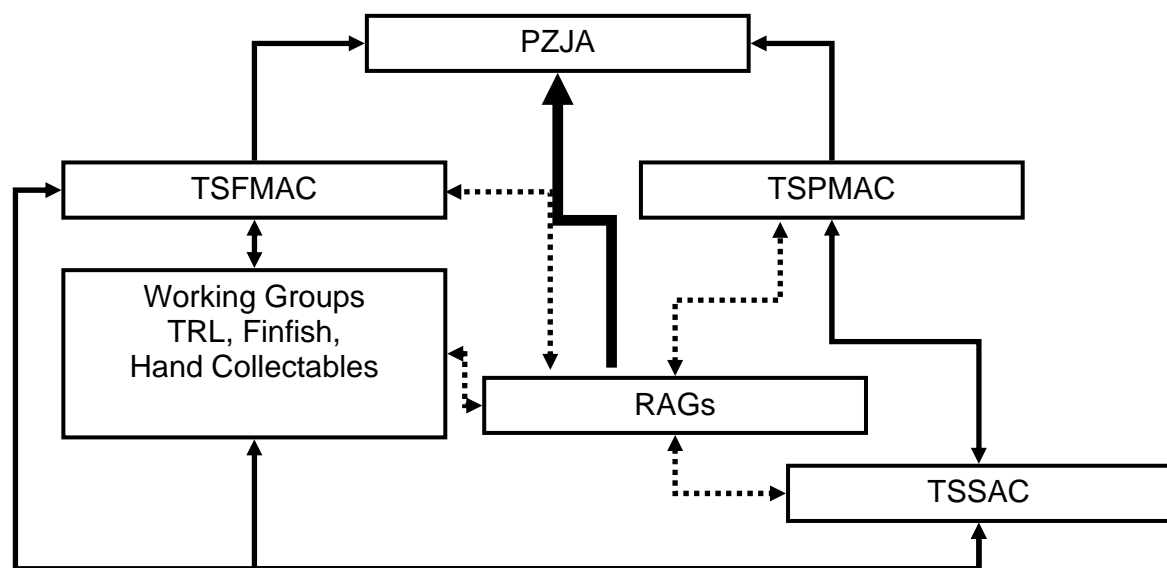 PZJA
TSFMAC
TSPMAC
Working Groups
TRL, Finfish,
Hand Collectables
RAGs
TSSAC